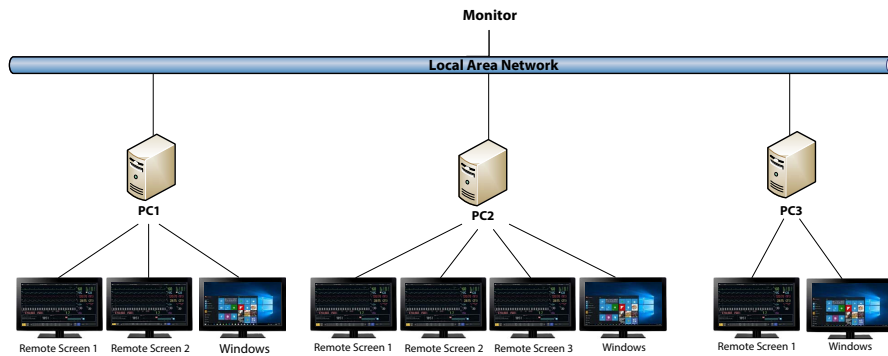 Monitor
Local Area Network
PC1
PC2
PC3
Remote Screen 1
Remote Screen 2
Windows
Remote Screen 1
Remote Screen 2
Remote Screen 3
Windows
Remote Screen 1
Windows